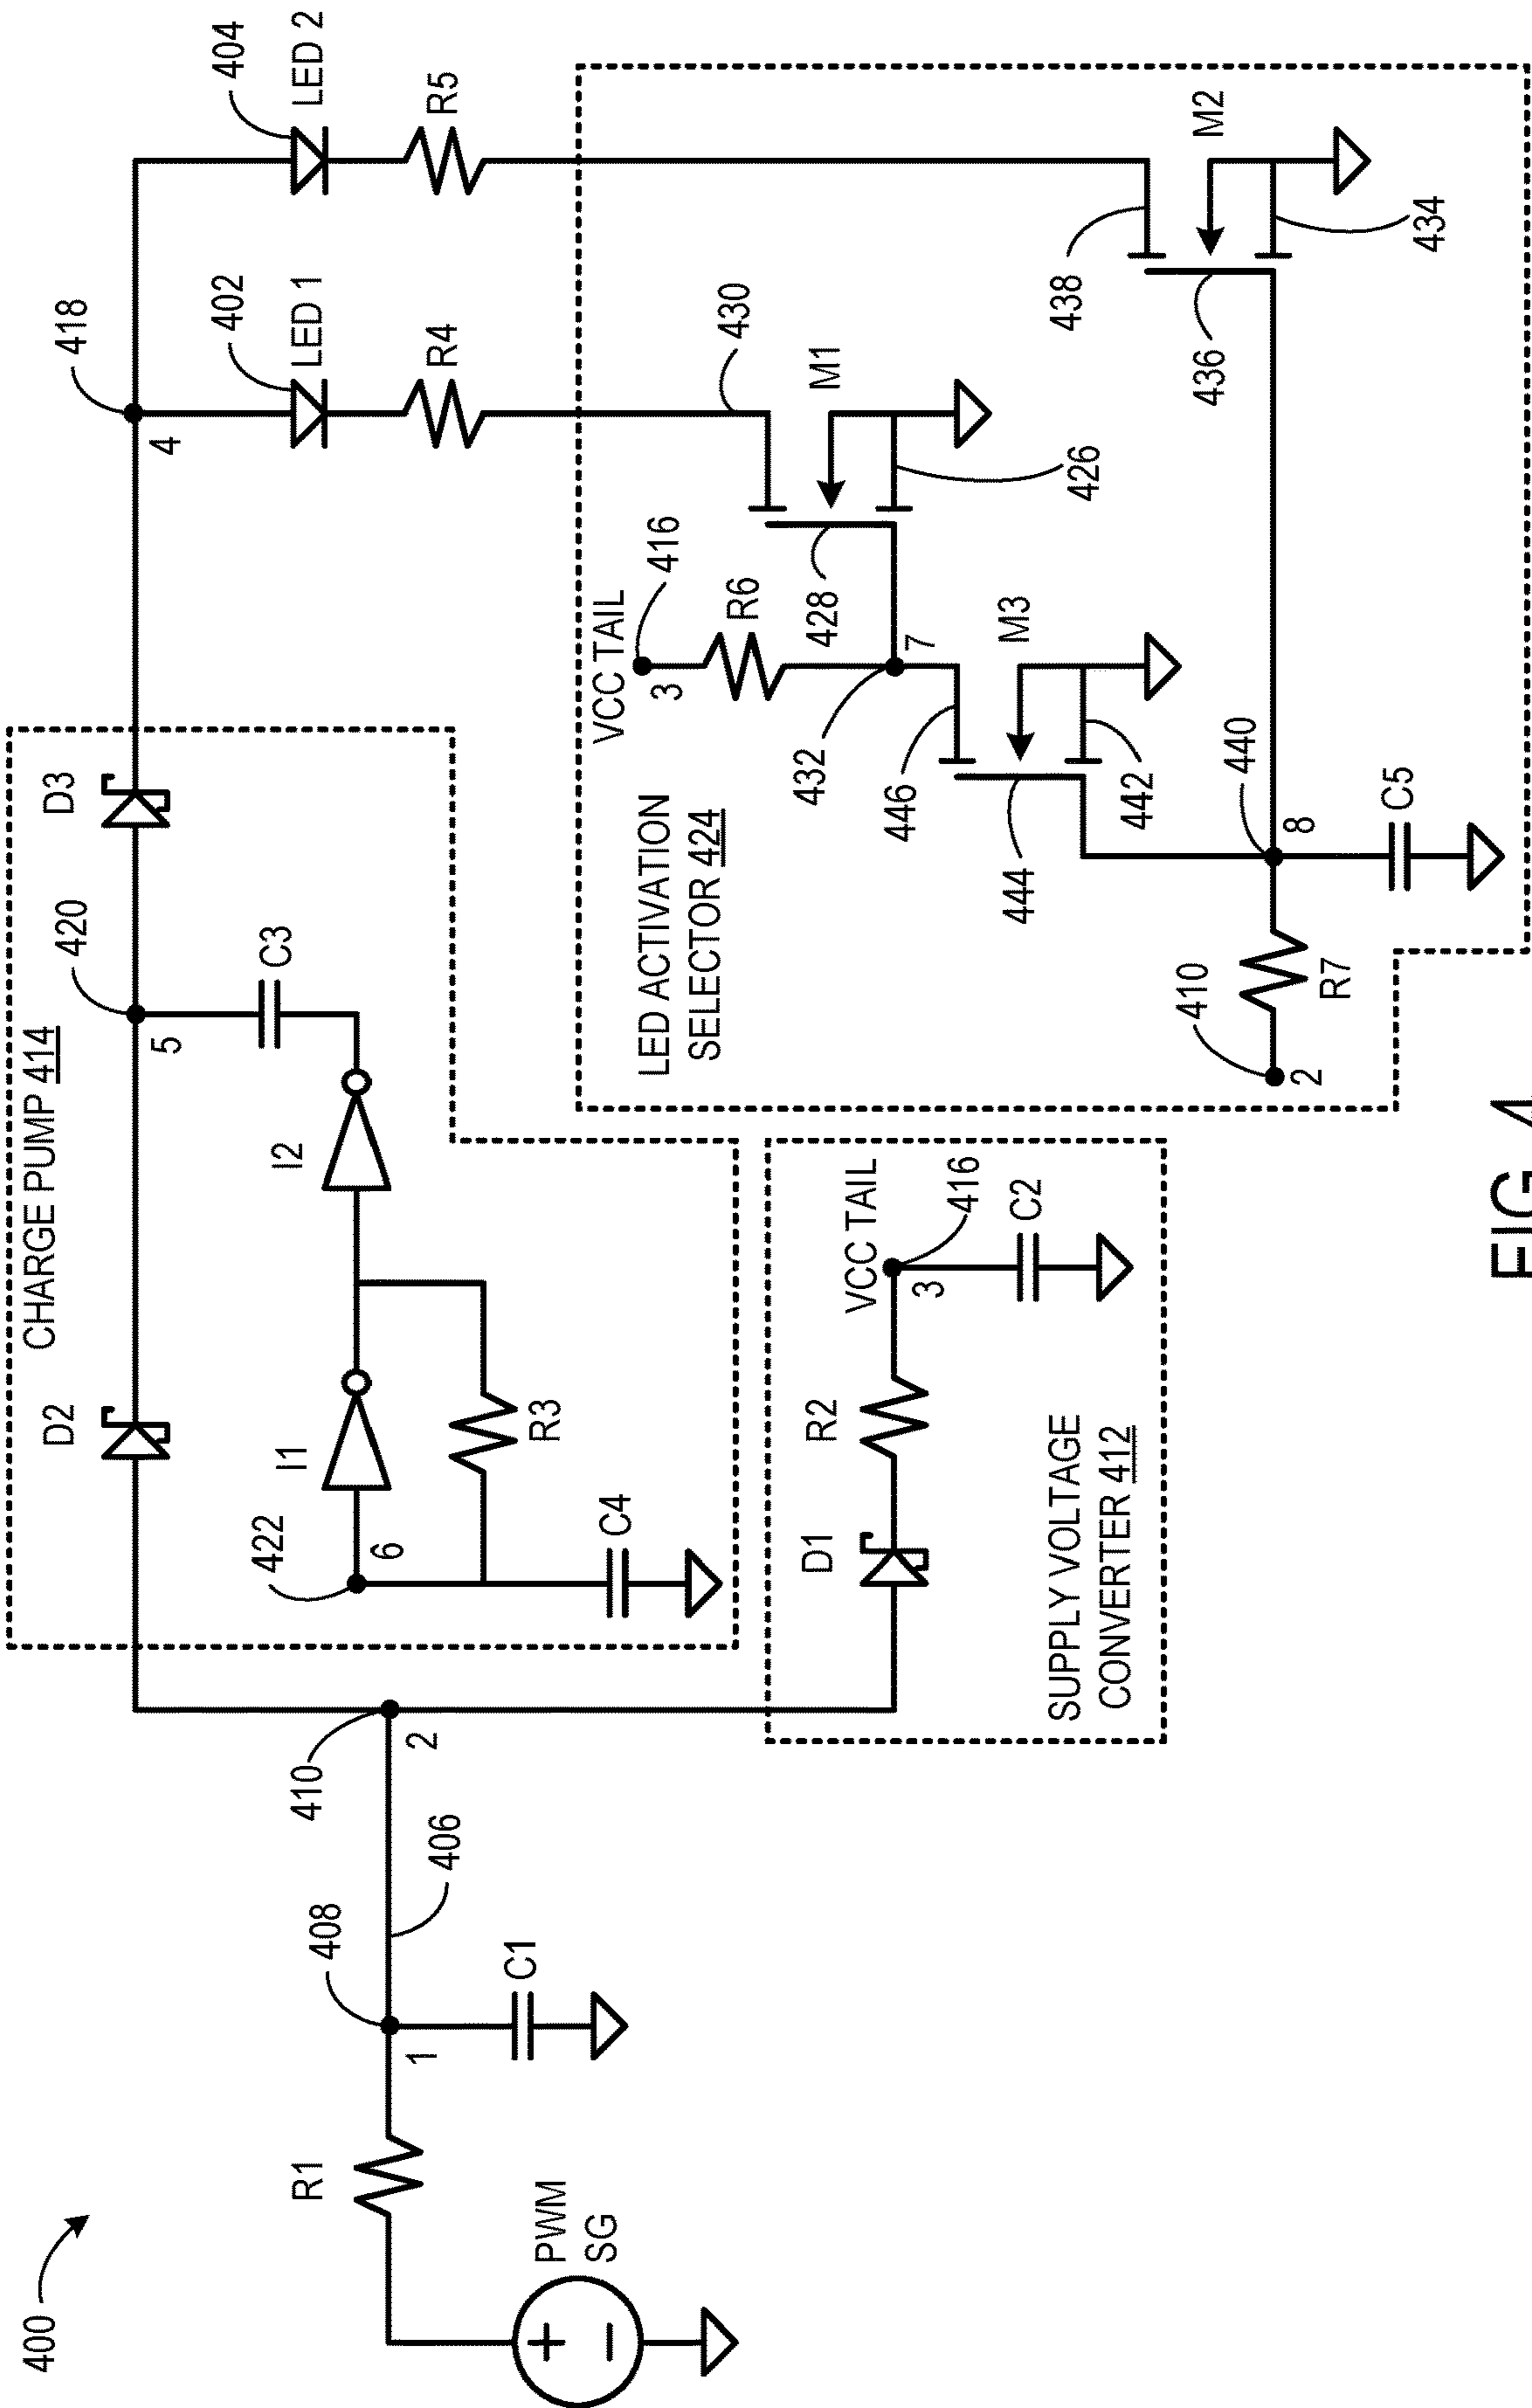 400
CHARGE PUMP 414
D2
420
D3
418
5
4
404
LED 2
402
LED 1
I1
I2
C3
422
6
R3
C4
R4
R5
R1
408
410
406
1
C1
2
PWM
SG
D1
R2
VCC TAIL
416
3
C2
SUPPLY VOLTAGE
CONVERTER 412
LED ACTIVATION
SELECTOR 424
VCC TAIL
416
3
R6
430
M1
428
426
432
7
446
M3
444
442
440
8
410
2
R7
C5
438
M2
436
434
FIG. 4